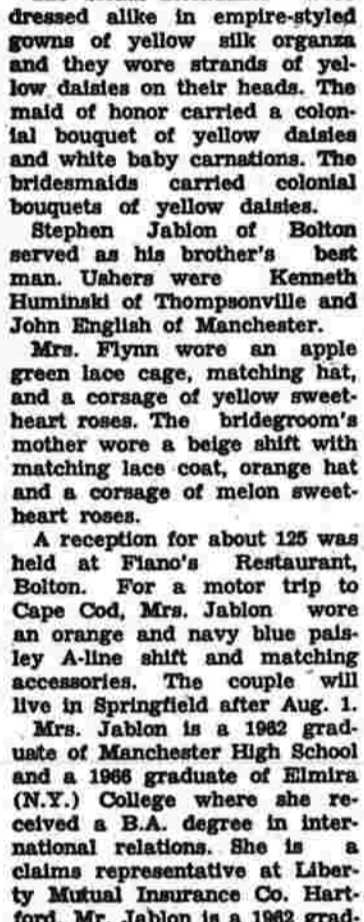 dressed alike in empire-styled
gowns of yellow silk organza
and they wore strands of yel-
low daisies on their heads. The
maid of honor carried a colon-
ial bouquet of yellow daisies
and white baby carnations. The
bridesmaids carried colonial
bouquets of yellow daisies.
Stephen Jablon of Bolton
served as his brother's best
man. Ushers were Kenneth
Huminski of Thompsonville and
John English of Manchester.
Mrs. Flynn wore an apple
green lace cage, matching hat,
and a corsage of yellow sweet-
heart roses. The bridegroom's
mother wore a beige shift with
matching lace coat, orange hat
and a corsage of melon sweet-
heart roses.
A reception for about 125 was
held at Fiano's Restaurant,
Bolton. For a motor trip to
Cape Cod, Mrs. Jablon wore
an orange and navy blue pais-
ley A-line shift and matching
accessories. The couple will
live in Springfield after Aug. 1.
Mrs. Jablon is a 1962 grad-
uate of Manchester High School
and a 1966 graduate of Elmira
(N.Y.) College where she re-
ceived a B.A. degree in inter-
national relations. She is a
claims representative at Liber-
ty Mutual Insurance Co. Hart-
ford. Mr. Jablon is a 1962 grad-